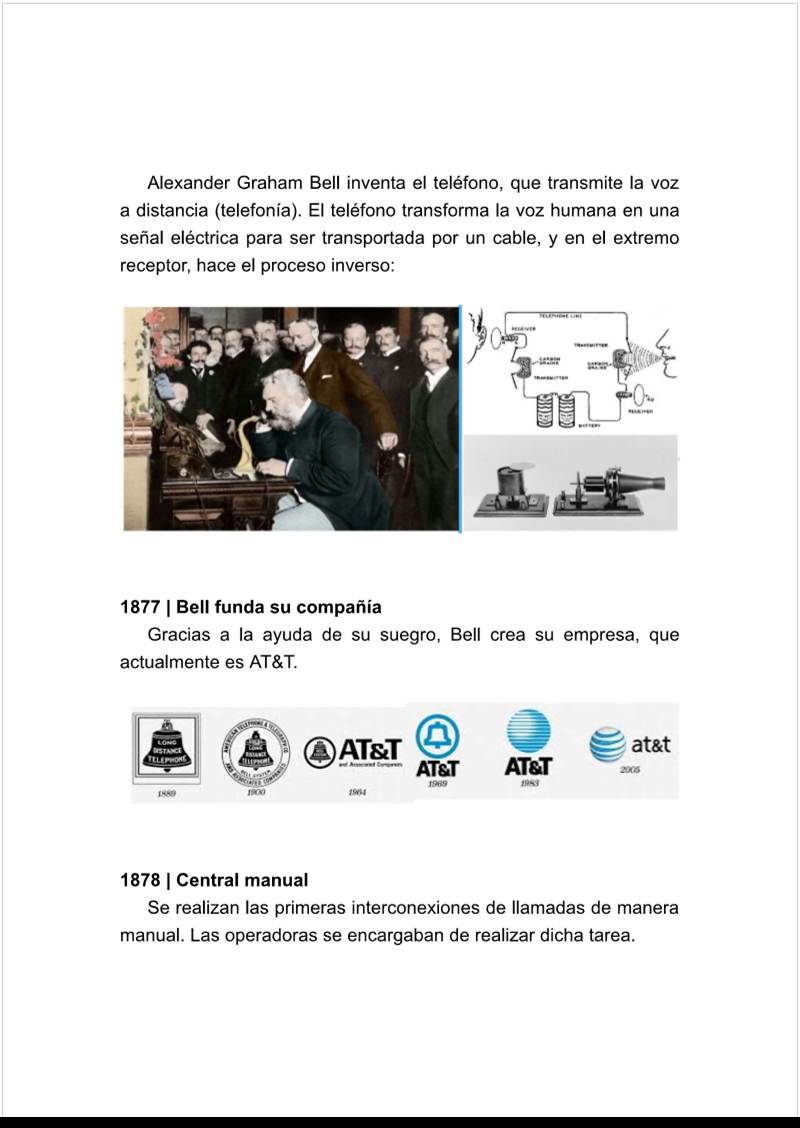 Alexander Graham Bell inventa el teléfono, que transmite la voz
a distancia (telefonía). El teléfono transforma la voz humana en una
señal eléctrica para ser transportada por un cable, y en el extremo
receptor, hace el proceso inverso:
TELEPHONE LINE
RECEIVER
TRANSMITTER
CARBON
GRAINS
CARBON
GRAINS
TRANSMITTER
RECEIVER
BATTERY
1877 | Bell funda su compañía
Gracias a la ayuda de su suegro, Bell crea su empresa, que
actualmente es AT&T.
LONG
DISTANCE
TELEPHONE
1889
AMERICAN TELEPHONE & TELEGRAPH CO
AND ASSOCIATED COMPANIES
BELL SYSTEM
LONG
DISTANCE
TELEPHONE
1900
AT&T
and Associated Companies
1964
AT&T
1969
AT&T
1983
at&t
2005
1878 | Central manual
Se realizan las primeras interconexiones de llamadas de manera
manual. Las operadoras se encargaban de realizar dicha tarea.